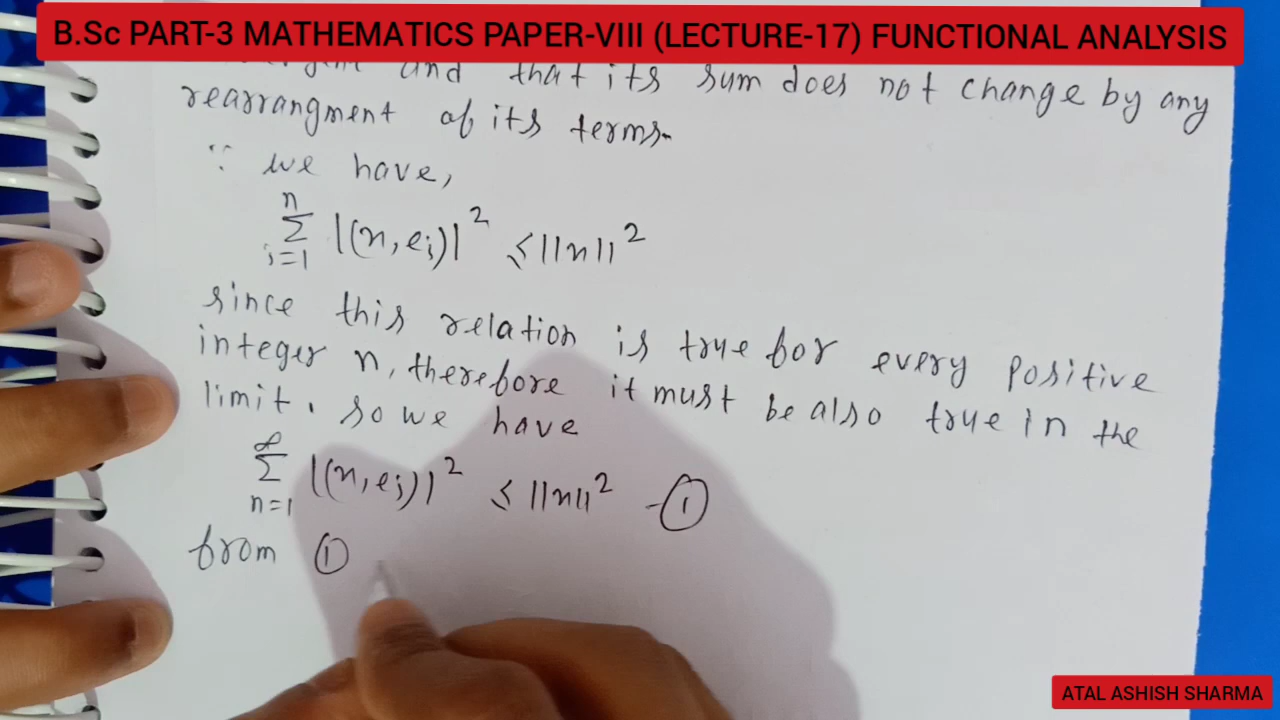 B.Sc PART-3 MATHEMATICS PAPER-VIII (LECTURE-17) FUNCTIONAL ANALYSIS
and that its sum does not change by any
rearrangment of its terms.
∵ we have,
n
Σ |(x, ei)|² ≤ ||x||²
i=1
since this relation is true for every positive
integer n, therefore it must be also true in the
limit. so we have
∞
Σ |(x, ei)|² ≤ ||x||² - ①
n=1
from ①
ATAL ASHISH SHARMA